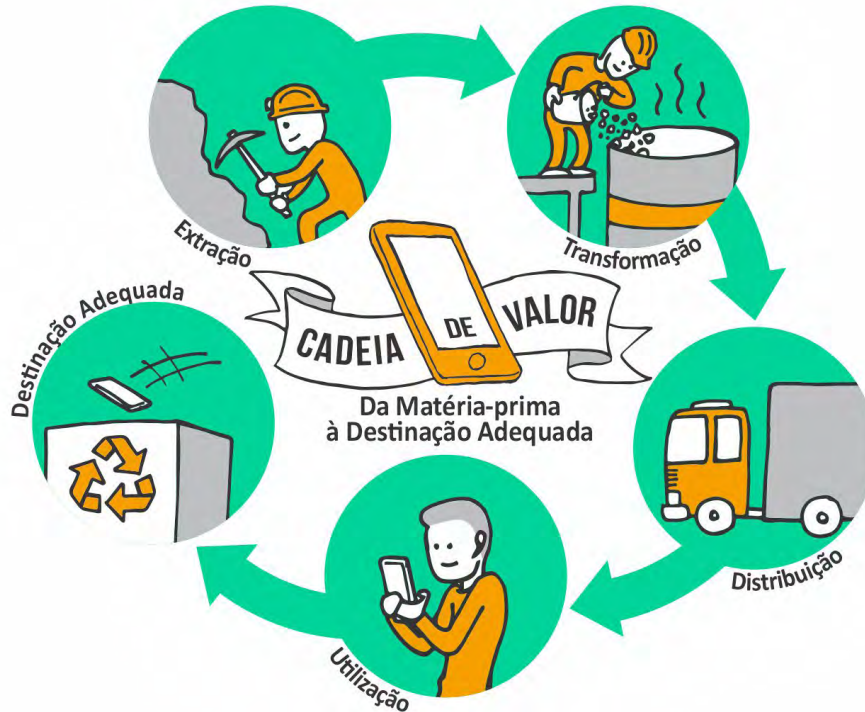 Extração
Transformação
Destinação Adequada
CADEIA DE VALOR
Da Matéria-prima
à Destinação Adequada
Distribuição
Utilização